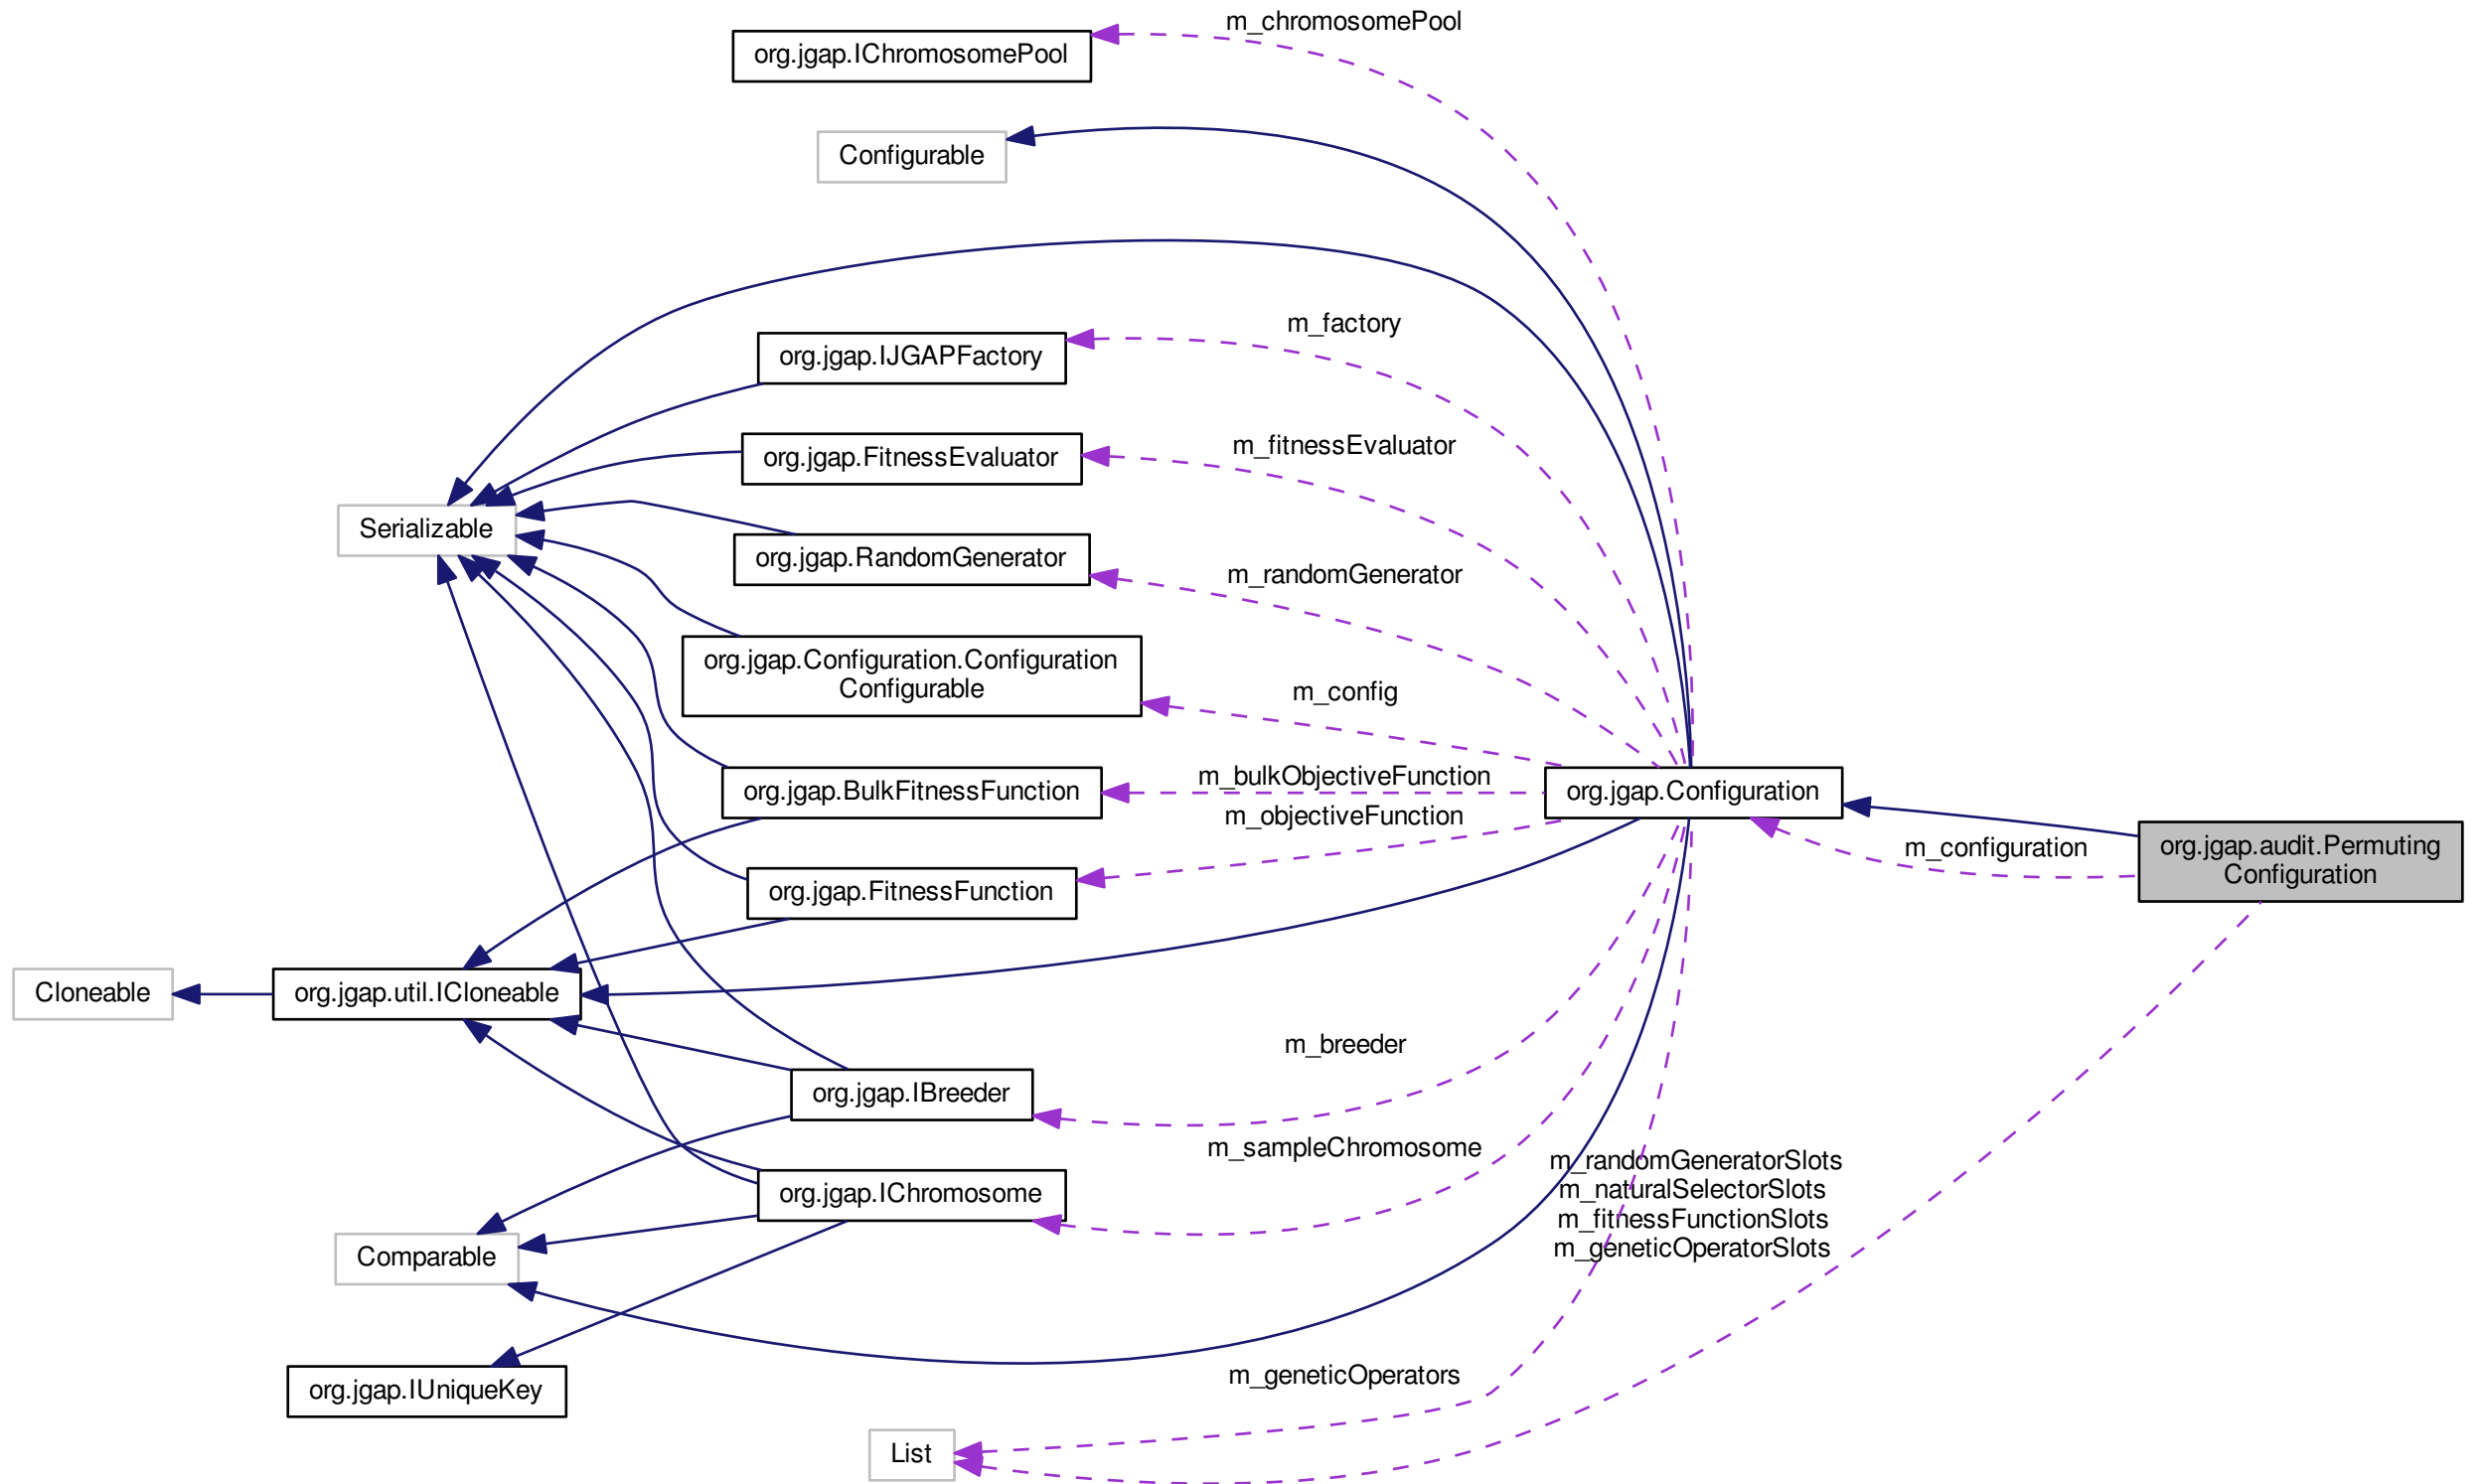 m_chromosomePool
org.jgap.IChromosomePool
Configurable
m_factory
org.jgap.IJGAPFactory
m_fitnessEvaluator
org.jgap.FitnessEvaluator
Serializable
org.jgap.RandomGenerator
m_randomGenerator
org.jgap.Configuration.Configuration
Configurable
m_config
org.jgap.BulkFitnessFunction
m_bulkObjectiveFunction
org.jgap.Configuration
m_objectiveFunction
org.jgap.FitnessFunction
m_configuration
org.jgap.audit.Permuting
Configuration
Cloneable
org.jgap.util.ICloneable
m_breeder
org.jgap.IBreeder
m_sampleChromosome
org.jgap.IChromosome
m_randomGeneratorSlots
m_naturalSelectorSlots
m_fitnessFunctionSlots
m_geneticOperatorSlots
Comparable
org.jgap.IUniqueKey
m_geneticOperators
List